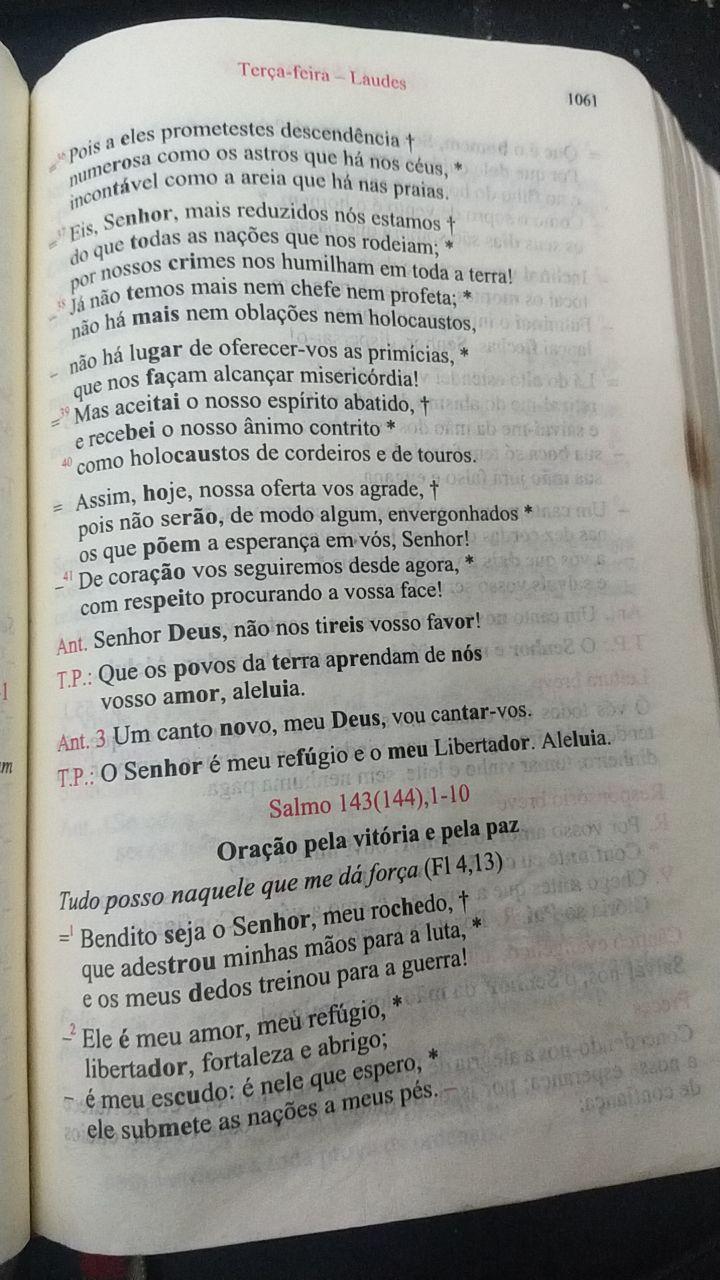 Terça-feira – Laudes
1061
=³⁶ Pois a eles prometestes descendência †
numerosa como os astros que há nos céus, *
incontável como a areia que há nas praias.
=³⁷ Eis, Senhor, mais reduzidos nós estamos †
do que todas as nações que nos rodeiam; *
por nossos crimes nos humilham em toda a terra!
–³⁸ Já não temos mais nem chefe nem profeta; *
não há mais nem oblações nem holocaustos,
– não há lugar de oferecer-vos as primícias, *
que nos façam alcançar misericórdia!
=³⁹ Mas aceitai o nosso espírito abatido, †
e recebei o nosso ânimo contrito *
⁴⁰ como holocaustos de cordeiros e de touros.
= Assim, hoje, nossa oferta vos agrade, †
pois não serão, de modo algum, envergonhados *
os que põem a esperança em vós, Senhor!
–⁴¹ De coração vos seguiremos desde agora, *
com respeito procurando a vossa face!
Ant. Senhor Deus, não nos tireis vosso favor!
T.P.: Que os povos da terra aprendam de nós
vosso amor, aleluia.
Ant. 3 Um canto novo, meu Deus, vou cantar-vos.
T.P.: O Senhor é meu refúgio e o meu Libertador. Aleluia.
Salmo 143(144),1-10
Oração pela vitória e pela paz
Tudo posso naquele que me dá força (Fl 4,13)
=¹ Bendito seja o Senhor, meu rochedo, †
que adestrou minhas mãos para a luta, *
e os meus dedos treinou para a guerra!
–² Ele é meu amor, meu refúgio, *
libertador, fortaleza e abrigo;
– é meu escudo: é nele que espero, *
ele submete as nações a meus pés. –